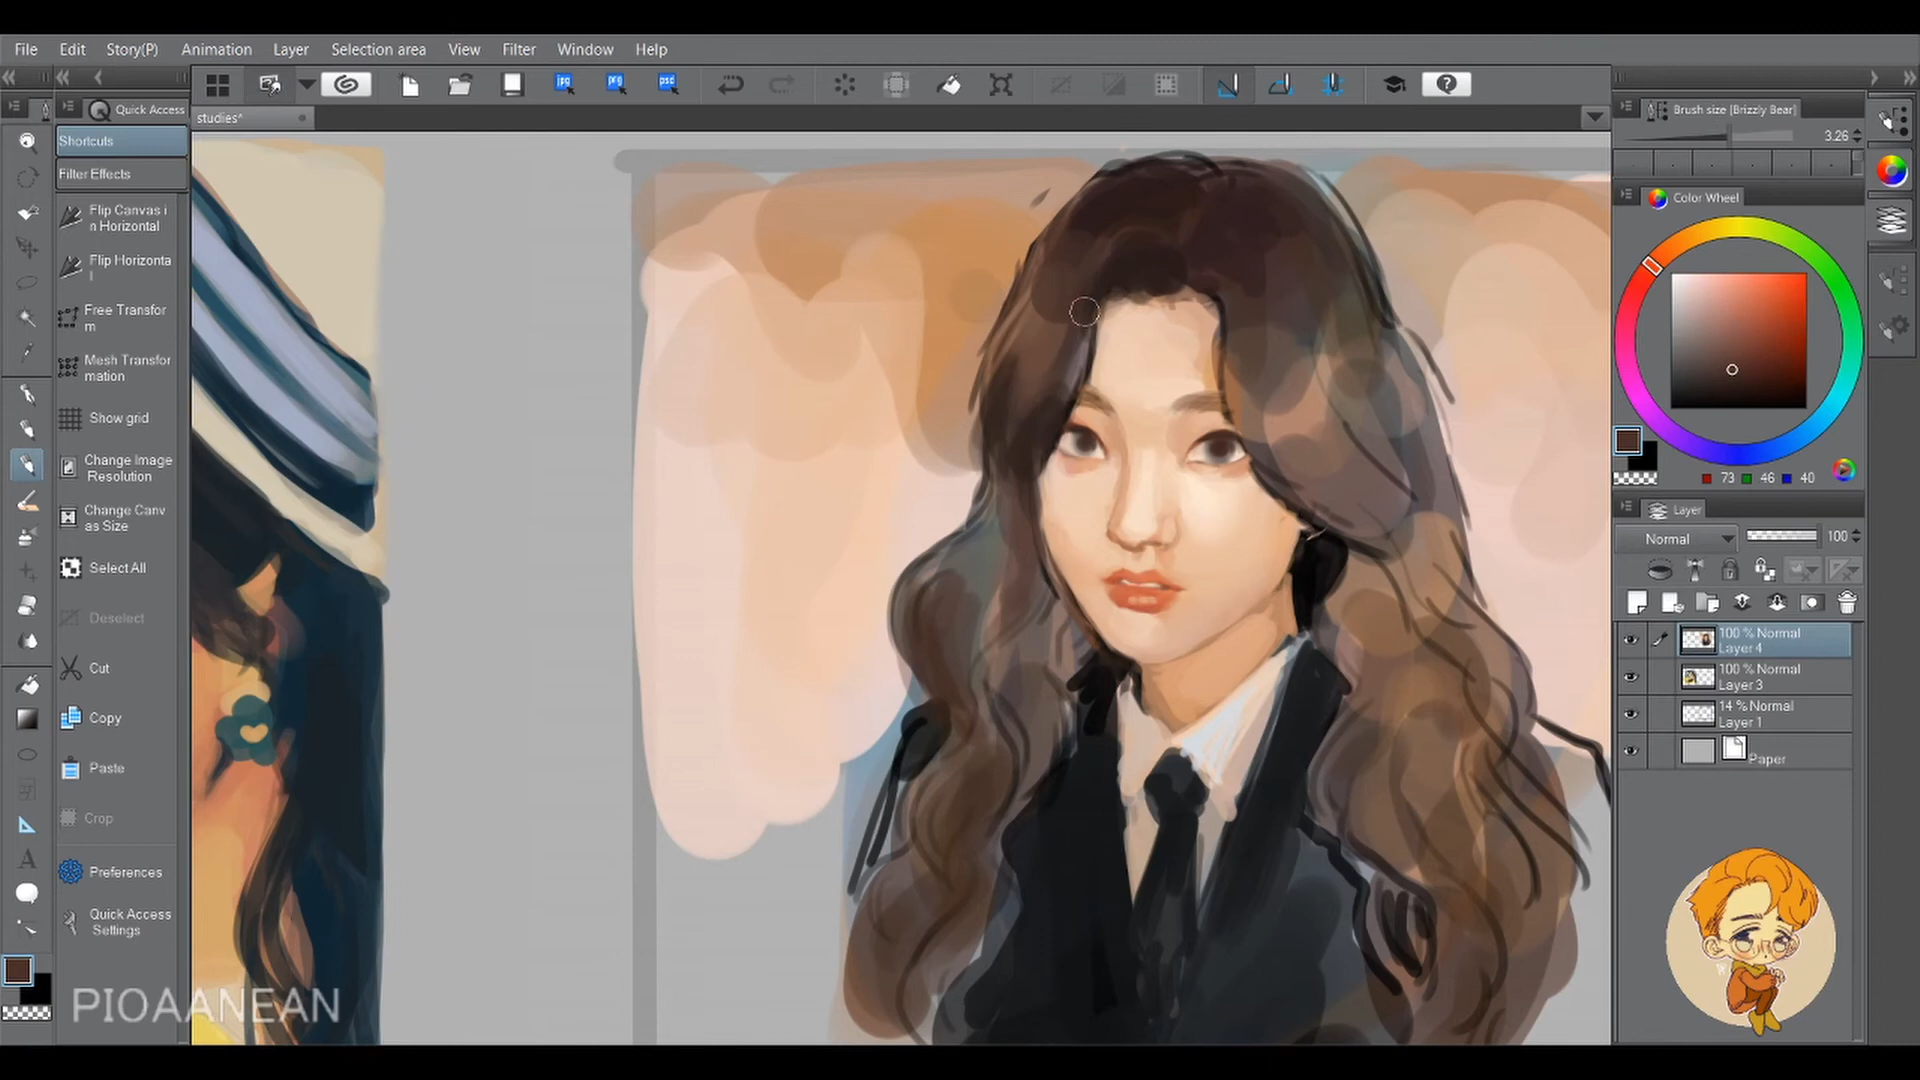 File Edit Story(P) Animation Layer Selection area View Filter Window Help
jpg png psd
Quick Access
Shortcuts
Filter Effects
Flip Canvas i
n Horizontal
Flip Horizonta
l
Free Transfor
m
Mesh Transfor
mation
Show grid
Change Image
Resolution
Change Canv
as Size
Select All
Deselect
Cut
Copy
Paste
Crop
Preferences
Quick Access
Settings
studies*
Brush size [Brizzly Bear]
3.26
Color Wheel
73 46 40
Layer
Normal 100
100 % Normal
Layer 4
100 % Normal
Layer 3
14 % Normal
Layer 1
Paper
PIOAANEAN